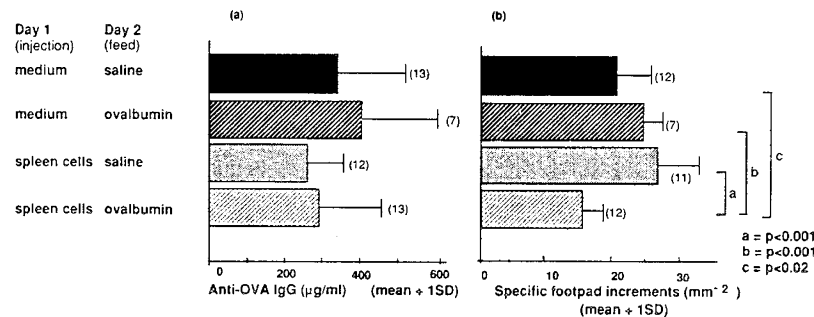 (a) (b)
Day 1 Day 2
(injection) (feed)
medium saline (13) (12)
medium ovalbumin (7) (7)
spleen cells saline (12) (11)
spleen cells ovalbumin (13) (12)
a
b
c
a = p<0.001
b = p<0.001
c = p<0.02
0 200 400 600 0 10 20 30
Anti-OVA IgG (μg/ml) (mean ÷ 1SD) Specific footpad increments (mm⁻²)
(mean ÷ 1SD)